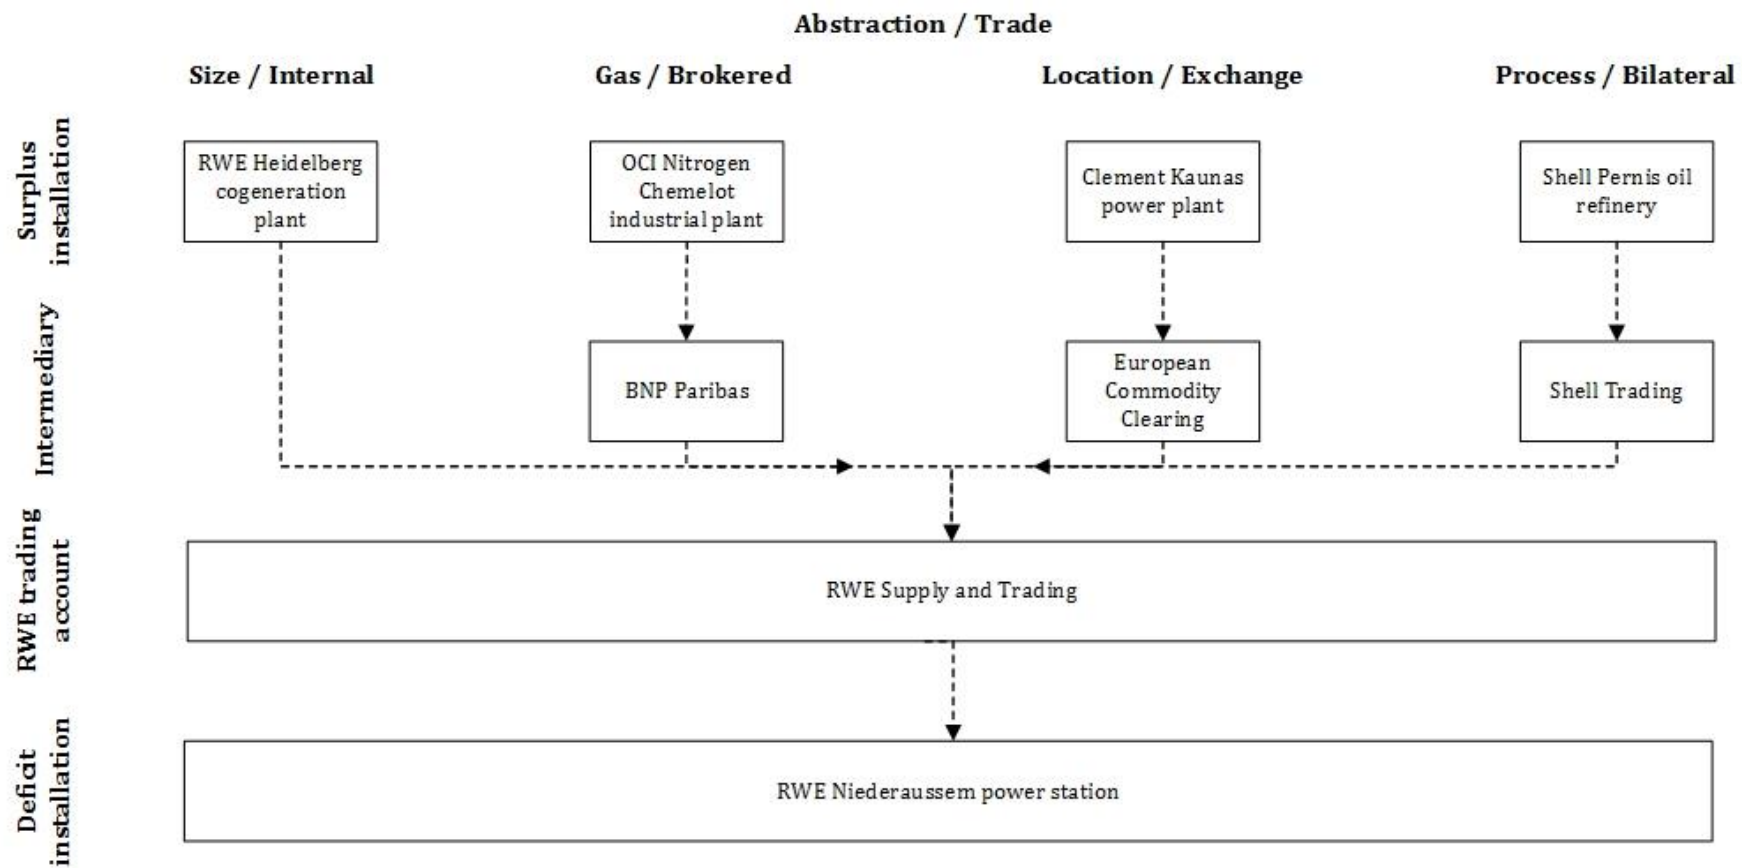 Abstraction / Trade
Size / Internal
Gas / Brokered
Location / Exchange
Process / Bilateral
Surplus
installation
RWE Heidelberg
cogeneration
plant
OCI Nitrogen
Chemelot
industrial plant
Clement Kaunas
power plant
Shell Pernis oil
refinery
Intermediary
BNP Paribas
European
Commodity
Clearing
Shell Trading
RWE trading
account
RWE Supply and Trading
Deficit
installation
RWE Niederaussem power station